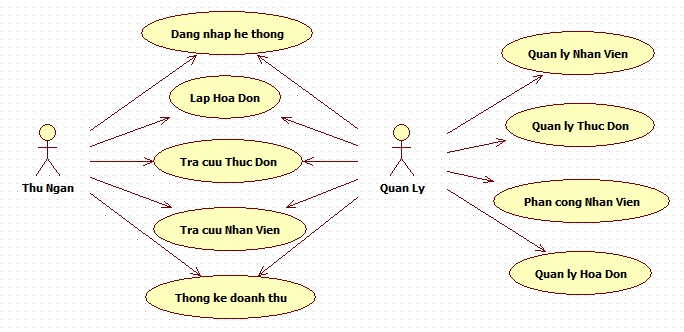 Dang nhap he thong
Lap Hoa Don
Tra cuu Thuc Don
Tra cuu Nhan Vien
Thong ke doanh thu
Thu Ngan
Quan Ly
Quan ly Nhan Vien
Quan ly Thuc Don
Phan cong Nhan Vien
Quan ly Hoa Don